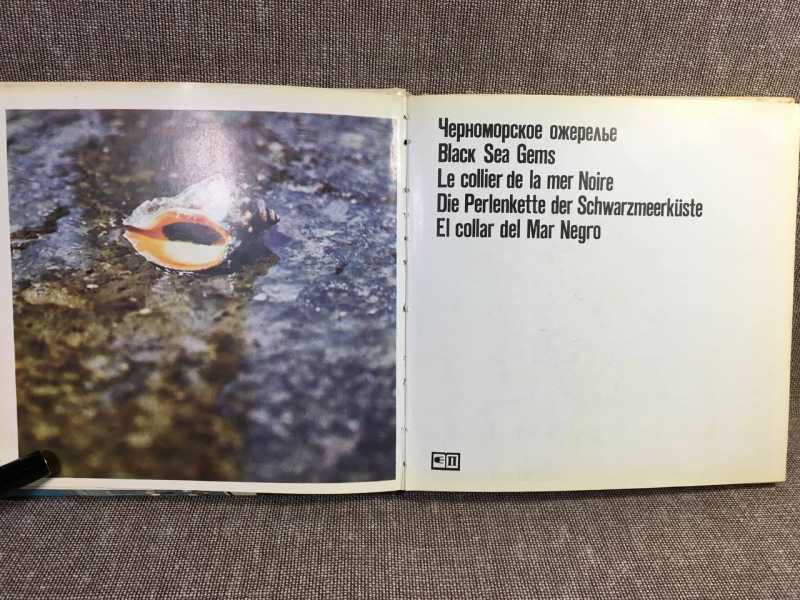 Черноморское ожерелье
Black Sea Gems
Le collier de la mer Noire
Die Perlenkette der Schwarzmeerküste
El collar del Mar Negro